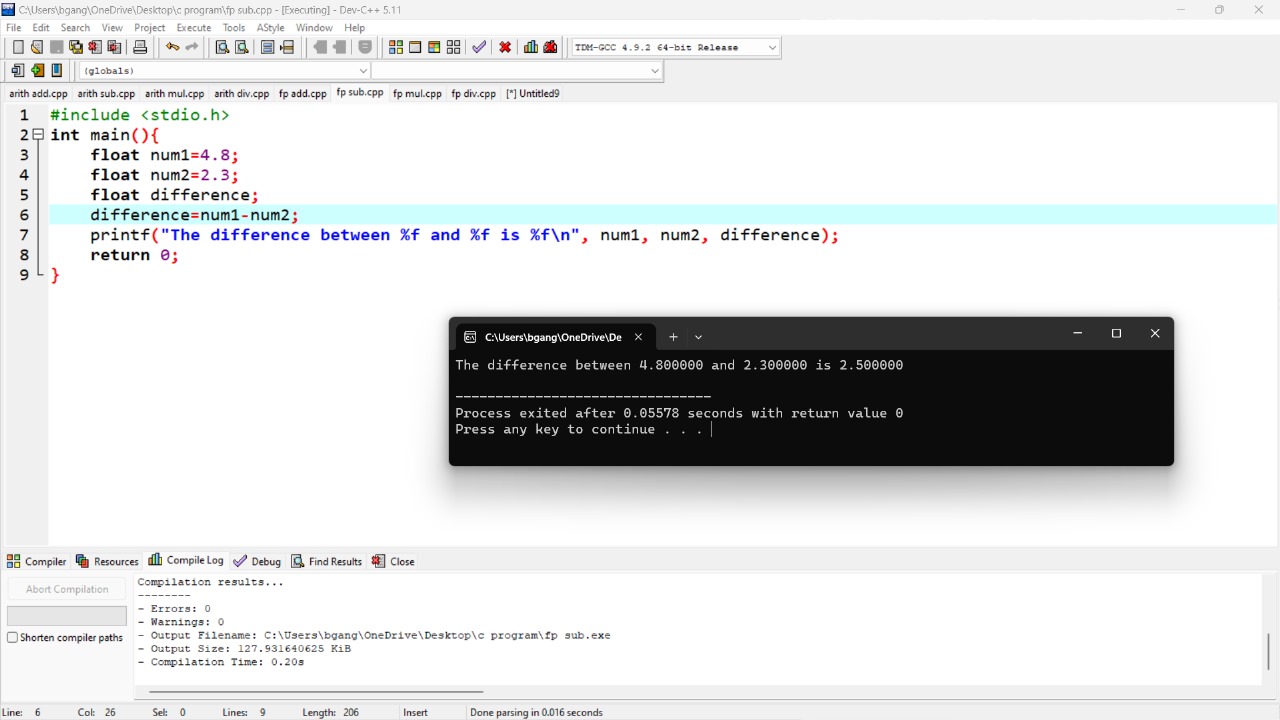 C:\Users\bgang\OneDrive\Desktop\c program\fp sub.cpp - [Executing] - Dev-C++ 5.11
File Edit Search View Project Execute Tools AStyle Window Help
TDM-GCC 4.9.2 64-bit Release
(globals)
arith add.cpp arith sub.cpp arith mul.cpp arith div.cpp fp add.cpp fp sub.cpp fp mul.cpp fp div.cpp [*] Untitled9
1 #include <stdio.h>
2 int main(){
3 float num1=4.8;
4 float num2=2.3;
5 float difference;
6 difference=num1-num2;
7 printf("The difference between %f and %f is %f\n", num1, num2, difference);
8 return 0;
9 }
C:\Users\bgang\OneDrive\De
The difference between 4.800000 and 2.300000 is 2.500000
--------------------------------
Process exited after 0.05578 seconds with return value 0
Press any key to continue . . .
Compiler Resources Compile Log Debug Find Results Close
Abort Compilation
Shorten compiler paths
Compilation results...
--------
- Errors: 0
- Warnings: 0
- Output Filename: C:\Users\bgang\OneDrive\Desktop\c program\fp sub.exe
- Output Size: 127.931640625 KiB
- Compilation Time: 0.20s
Line: 6 Col: 26 Sel: 0 Lines: 9 Length: 206 Insert Done parsing in 0.016 seconds